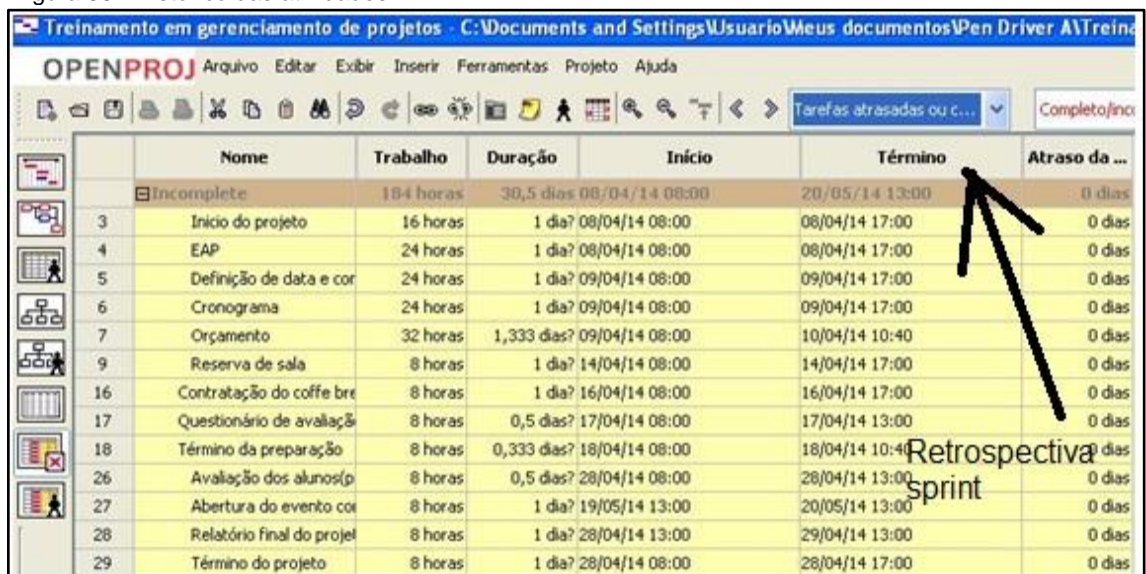 Treinamento em gerenciamento de projetos - C:\Documents and Settings\Usuario\Meus documentos\Pen Driver A\Treina
OPENPROJ Arquivo Editar Exibir Inserir Ferramentas Projeto Ajuda
Tarefas atrasadas ou c... Completo/inco
Nome Trabalho Duração Início Término Atraso da ...
Incomplete 184 horas 30,5 dias 08/04/14 08:00 20/05/14 13:00 0 dias
3 Inicio do projeto 16 horas 1 dia? 08/04/14 08:00 08/04/14 17:00 0 dias
4 EAP 24 horas 1 dia? 08/04/14 08:00 08/04/14 17:00 0 dias
5 Definição de data e cor 24 horas 1 dia? 09/04/14 08:00 09/04/14 17:00 0 dias
6 Cronograma 24 horas 1 dia? 09/04/14 08:00 09/04/14 17:00 0 dias
7 Orçamento 32 horas 1,333 dias? 09/04/14 08:00 10/04/14 10:40 0 dias
9 Reserva de sala 8 horas 1 dia? 14/04/14 08:00 14/04/14 17:00 0 dias
16 Contratação do coffe bre 8 horas 1 dia? 16/04/14 08:00 16/04/14 17:00 0 dias
17 Questionário de avaliaçã 8 horas 0,5 dias? 17/04/14 08:00 17/04/14 13:00 0 dias
18 Término da preparação 8 horas 0,333 dias? 18/04/14 08:00 18/04/14 10:40 dias
Retrospectiva
26 Avaliação dos alunos(p 8 horas 0,5 dias? 28/04/14 08:00 28/04/14 13:00 0 dias
sprint
27 Abertura do evento co 8 horas 1 dia? 19/05/14 13:00 20/05/14 13:00 0 dias
28 Relatório final do proje 8 horas 1 dia? 28/04/14 13:00 29/04/14 13:00 0 dias
29 Término do projeto 8 horas 1 dia? 28/04/14 08:00 28/04/14 17:00 0 dias